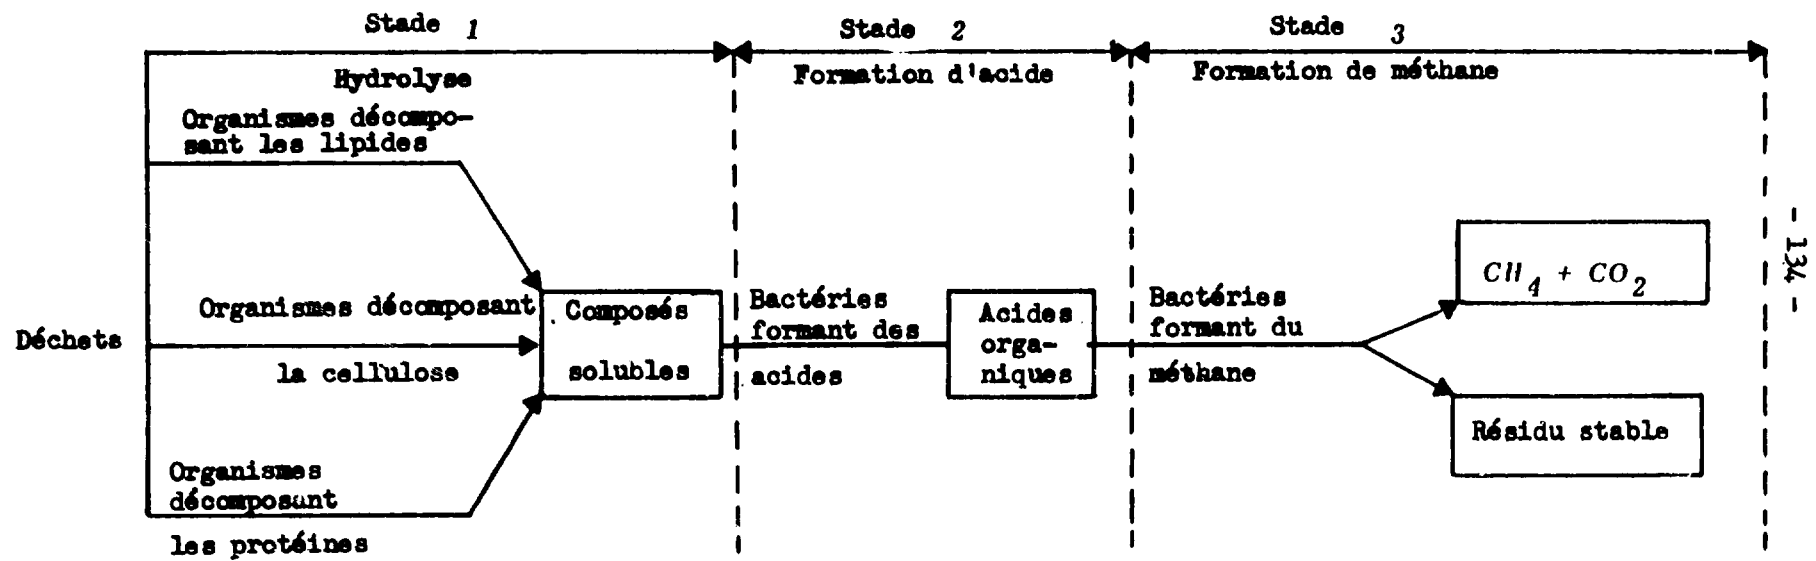 Stade 1
Stade 2
Stade 3
Hydrolyse
Formation d'acide
Formation de méthane
Organismes décompo-
sant les lipides
Organismes décomposant
la cellulose
Déchets
Organismes
décomposant
les protéines
Composés
solubles
Bactéries
formant des
acides
Acides
orga-
niques
Bactéries
formant du
méthane
CH4 + CO2
Résidu stable
- 134 -